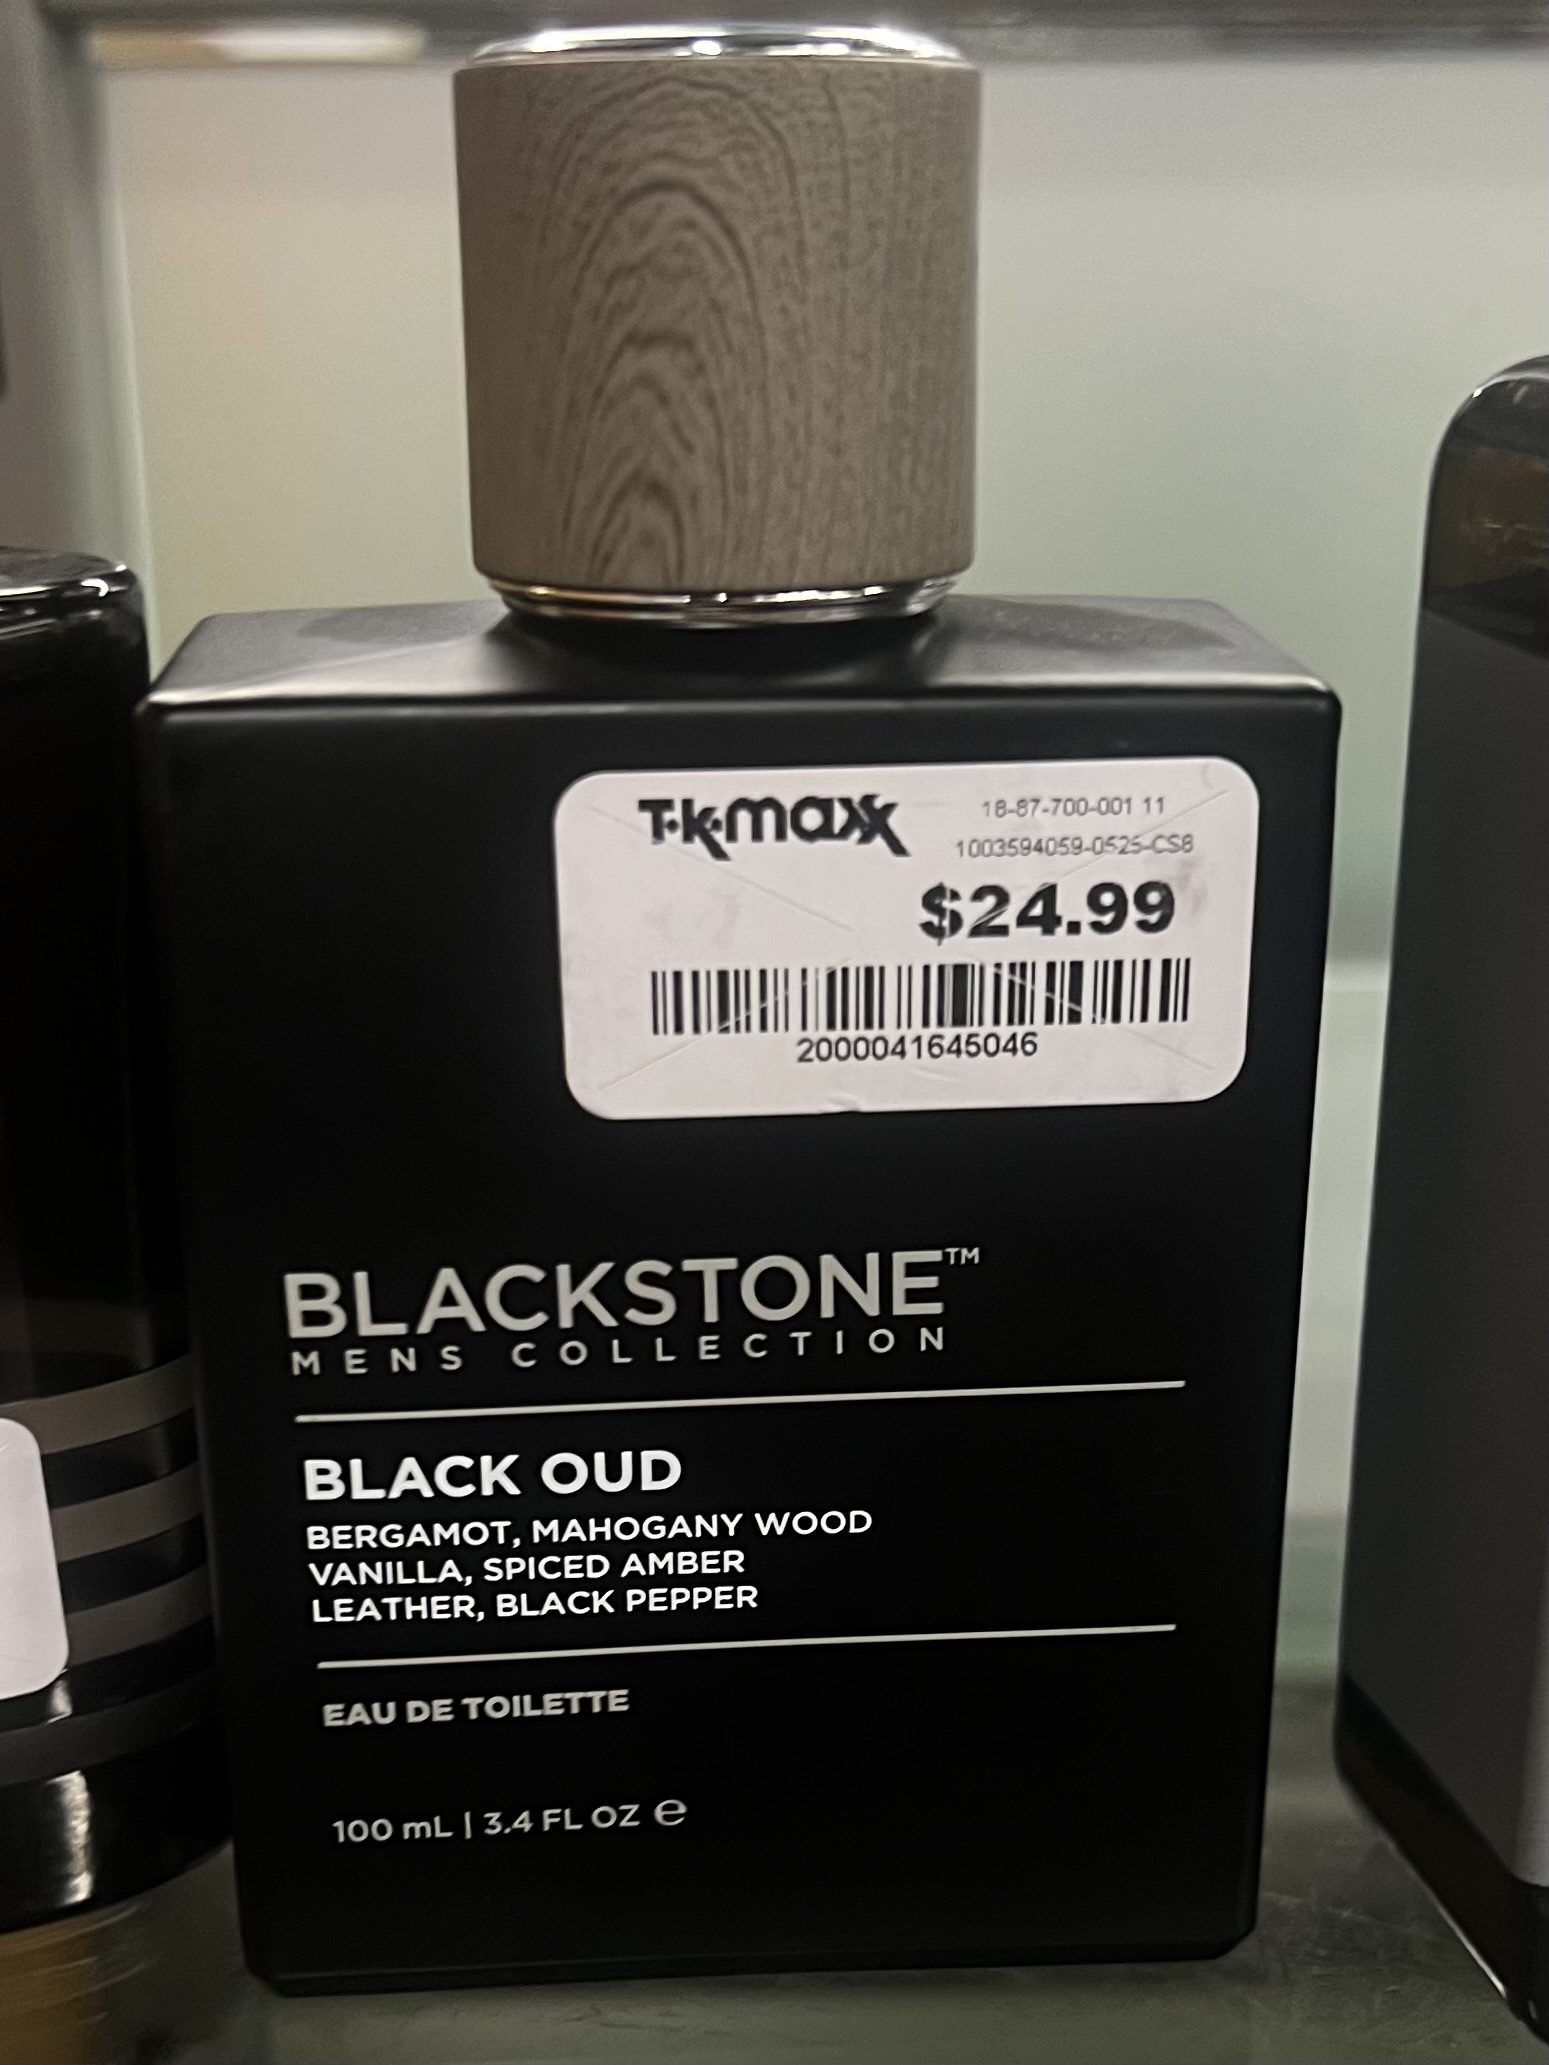 T·k·maxx
18-87-700-001 11
1003594059-0525-CS8
$24.99
2000041645046
BLACKSTONE™
MENS COLLECTION
BLACK OUD
BERGAMOT, MAHOGANY WOOD
VANILLA, SPICED AMBER
LEATHER, BLACK PEPPER
EAU DE TOILETTE
100 mL | 3.4 FL OZ ℮